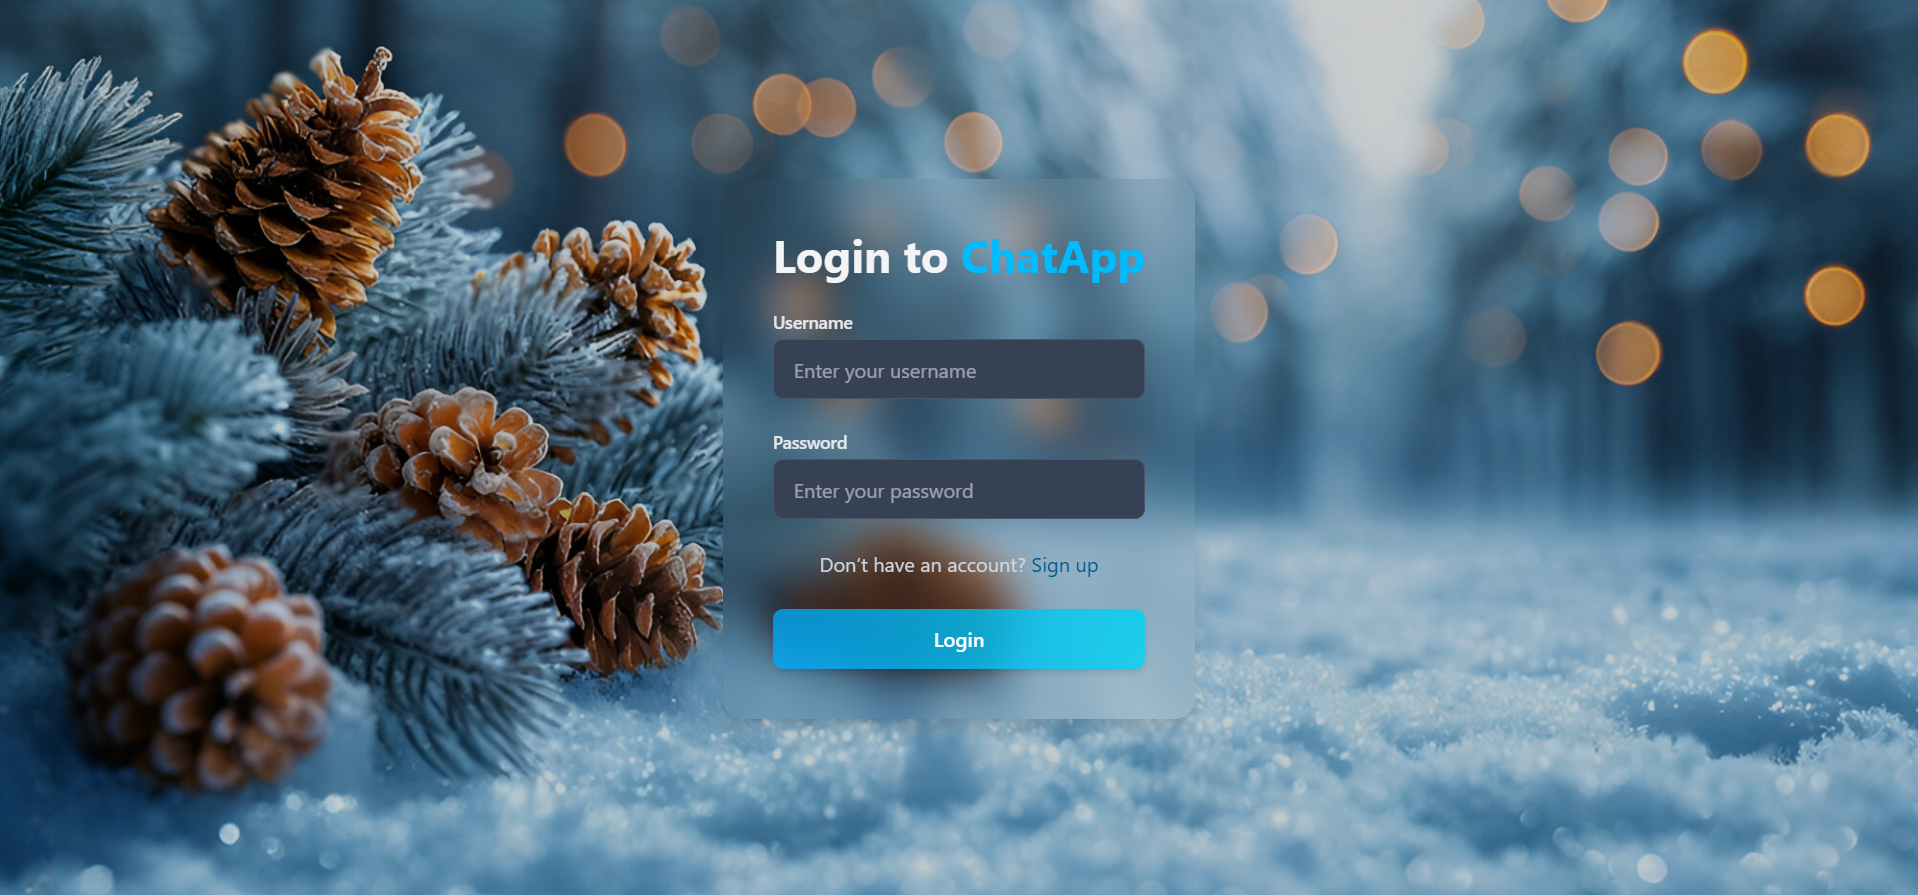 Login to ChatApp
Username
Enter your username
Password
Enter your password
Don’t have an account? Sign up
Login